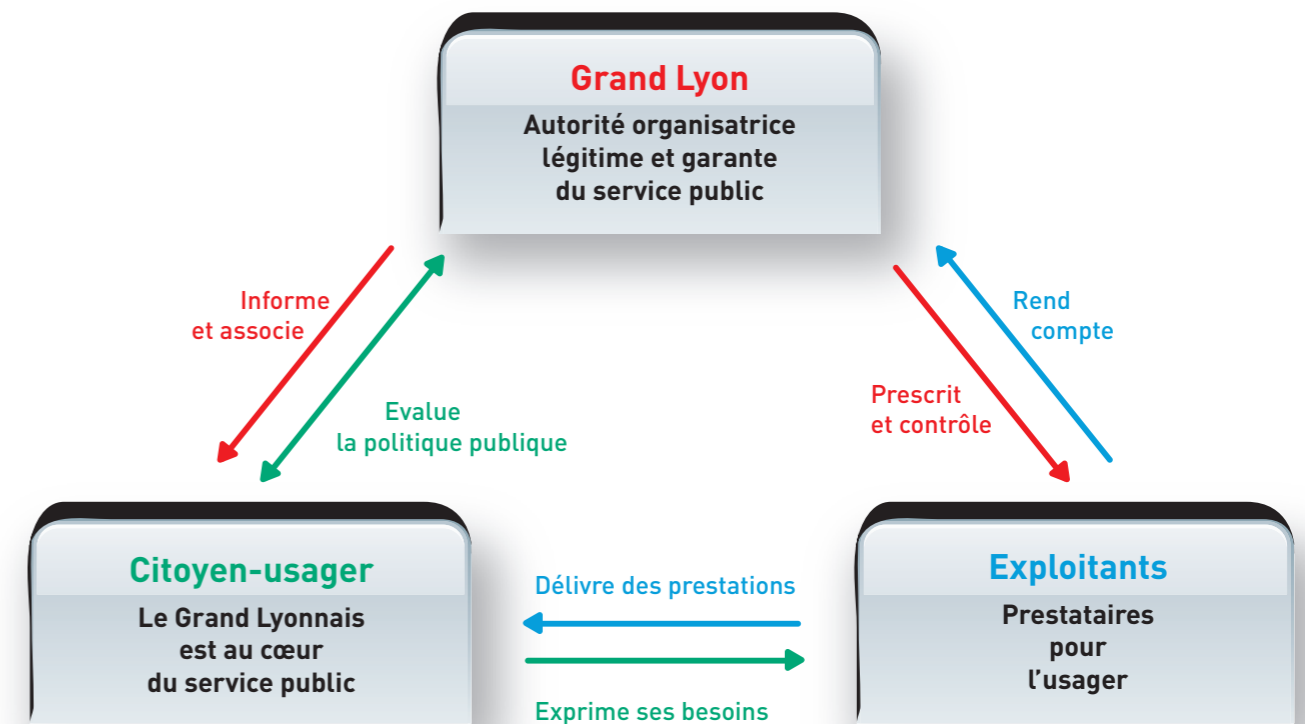 Grand Lyon
Autorité organisatrice
légitime et garante
du service public
Informe
et associe
Evalue
la politique publique
Rend
compte
Prescrit
et contrôle
Citoyen-usager
Le Grand Lyonnais
est au cœur
du service public
Délivre des prestations
Exprime ses besoins
Exploitants
Prestataires
pour
l'usager